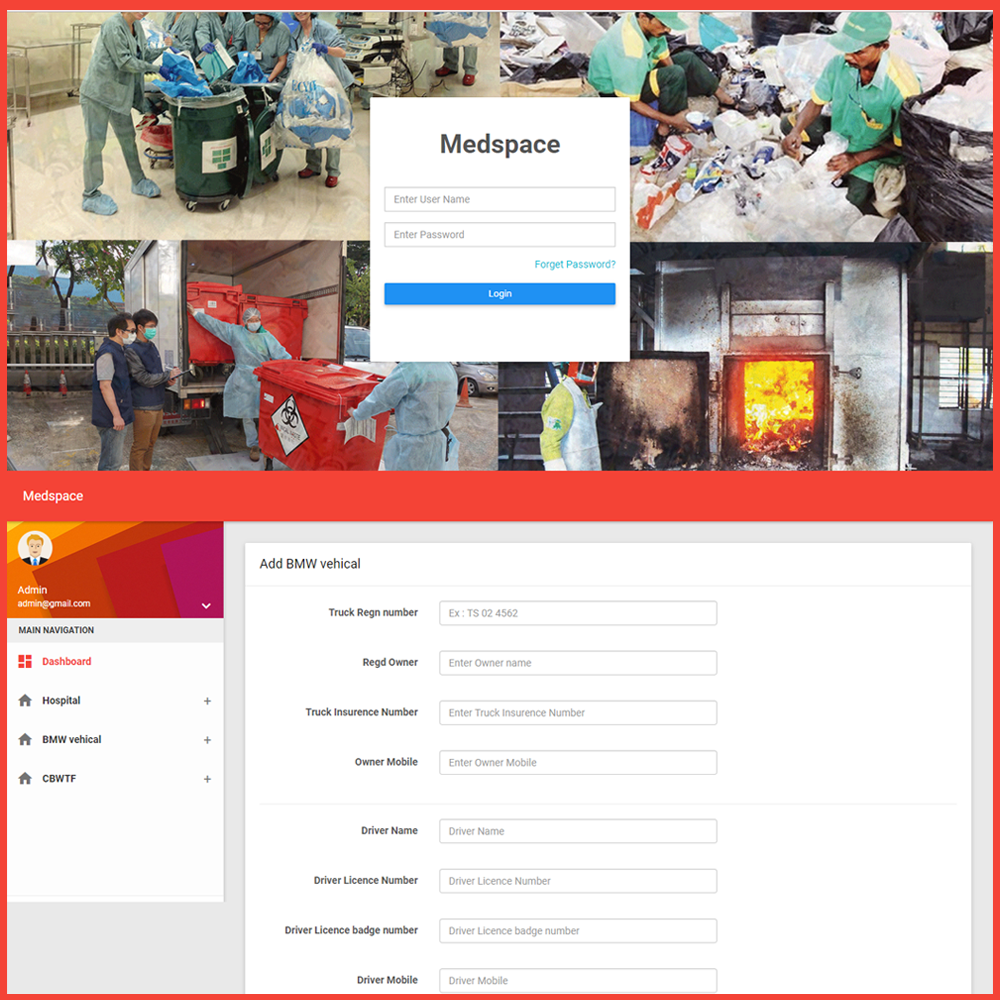 Medspace
Enter User Name
Enter Password
Forget Password?
Login
Medspace
Admin
admin@gmail.com
MAIN NAVIGATION
Dashboard
Hospital +
BMW vehical +
CBWTF +
Add BMW vehical
Truck Regn number Ex : TS 02 4562
Regd Owner Enter Owner name
Truck Insurence Number Enter Truck Insurence Number
Owner Mobile Enter Owner Mobile
Driver Name Driver Name
Driver Licence Number Driver Licence Number
Driver Licence badge number Driver Licence badge number
Driver Mobile Driver Mobile